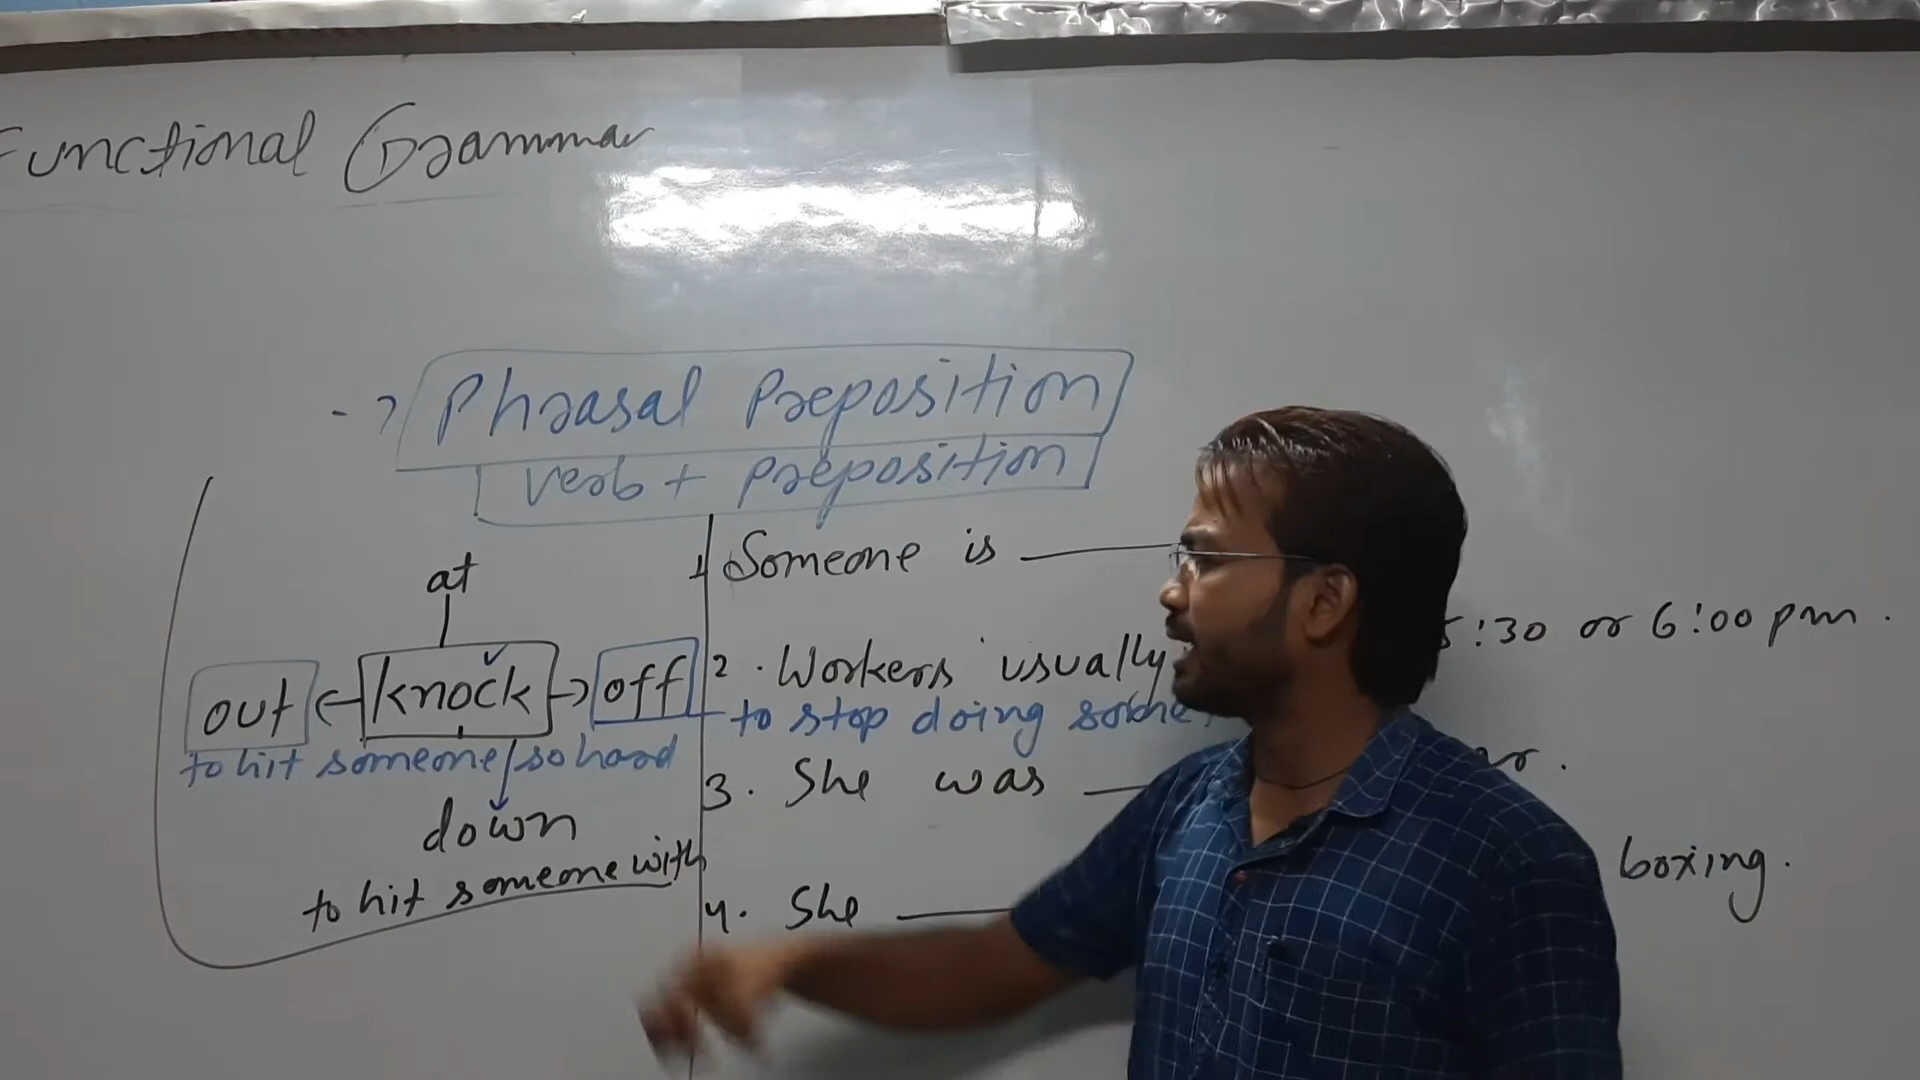 Functional Grammar
-> Phrasal Preposition
verb + preposition
at
out <- knock -> off
to hit someone/so hard
down
to hit someone with
1 Someone is
2. Workers usually 5:30 or 6:00 pm.
to stop doing some
3. She was
4. She boxing.